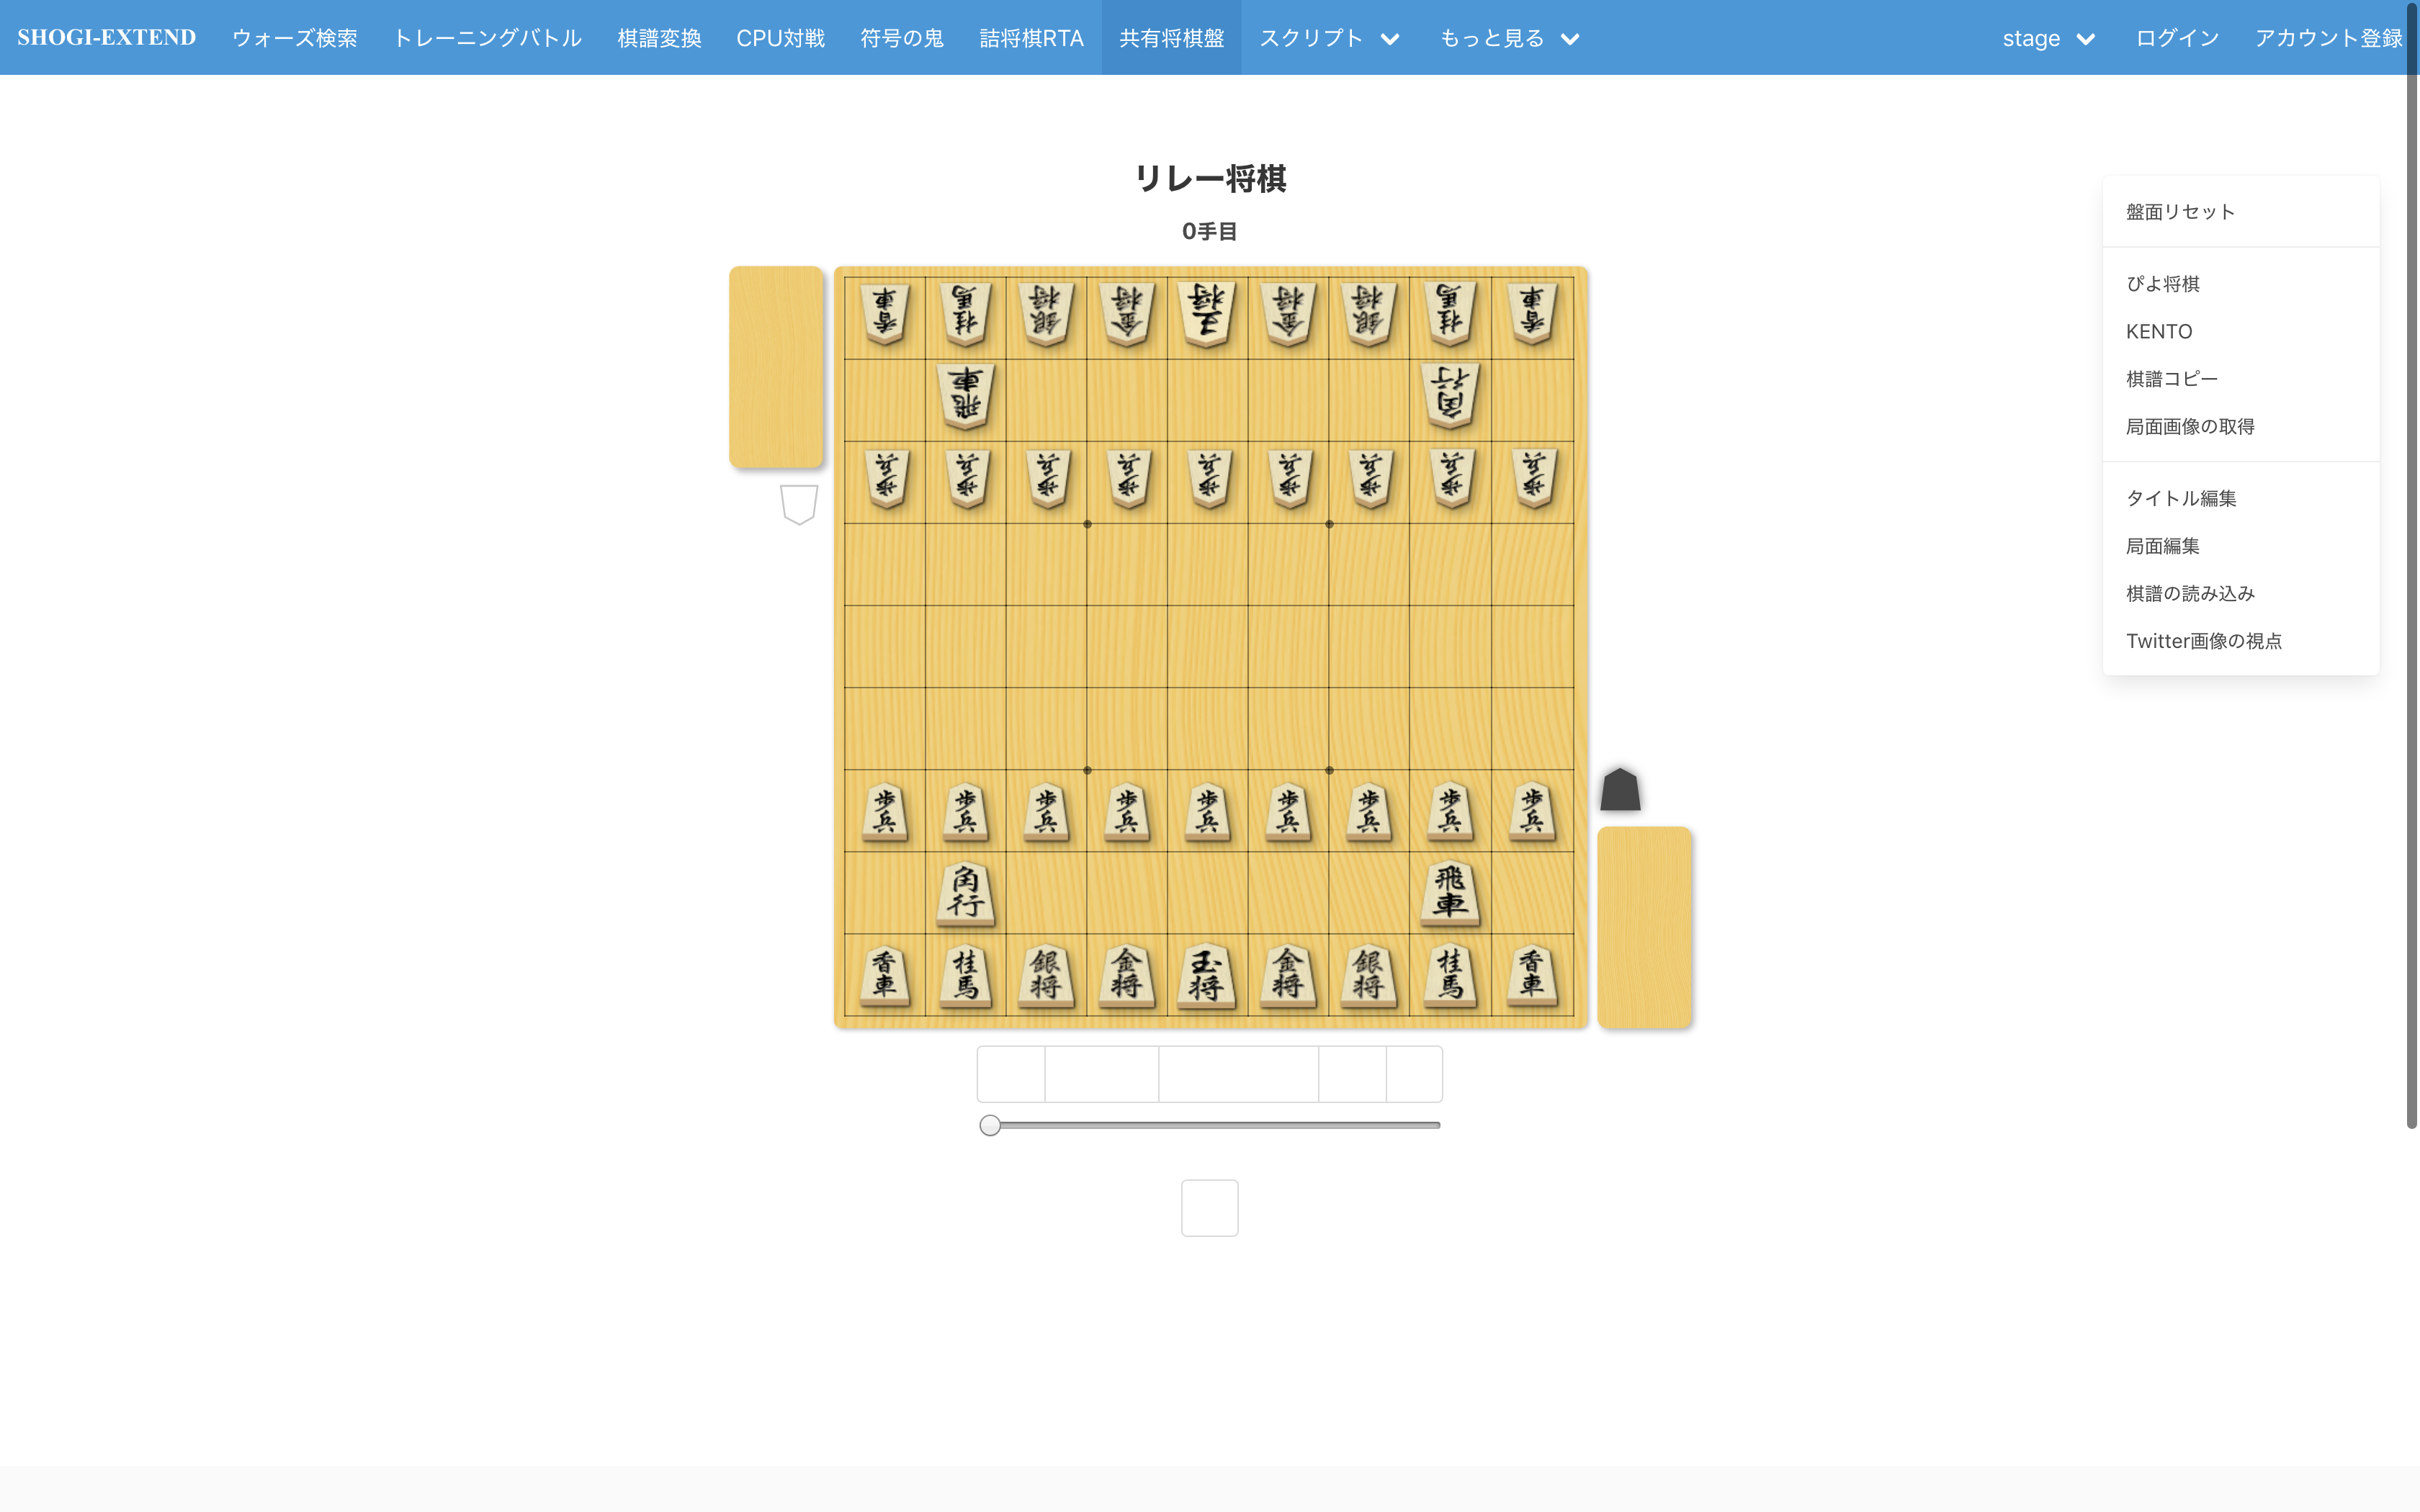 SHOGI-EXTEND ウォーズ検索 トレーニングバトル 棋譜変換 CPU対戦 符号の鬼 詰将棋RTA 共有将棋盤 スクリプト もっと見る stage ログイン アカウント登録
リレー将棋
0手目
盤面リセット
ぴよ将棋
KENTO
棋譜コピー
局面画像の取得
タイトル編集
局面編集
棋譜の読み込み
Twitter画像の視点
香車 桂馬 銀将 金将 王将 金将 銀将 桂馬 香車
飛車 角行
歩兵 歩兵 歩兵 歩兵 歩兵 歩兵 歩兵 歩兵 歩兵
歩兵 歩兵 歩兵 歩兵 歩兵 歩兵 歩兵 歩兵 歩兵
角行 飛車
香車 桂馬 銀将 金将 玉将 金将 銀将 桂馬 香車